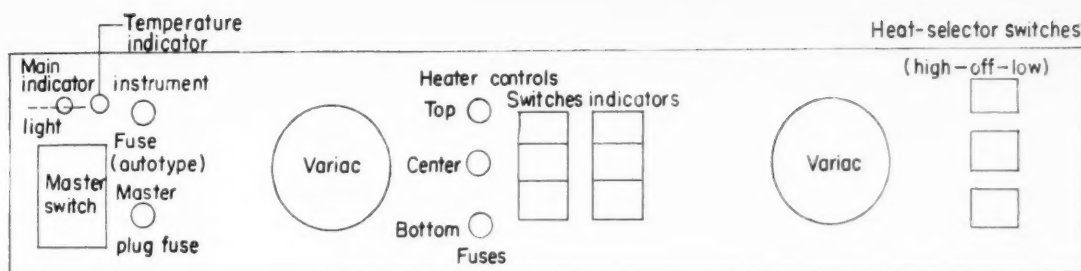 Temperature
indicator
Heat-selector switches
(high-off-low)
Main
indicator
light
instrument
Fuse
(autotype)
Master
switch
Master
plug fuse
Variac
Heater controls
Top
Center
Bottom
Fuses
Switches indicators
Variac